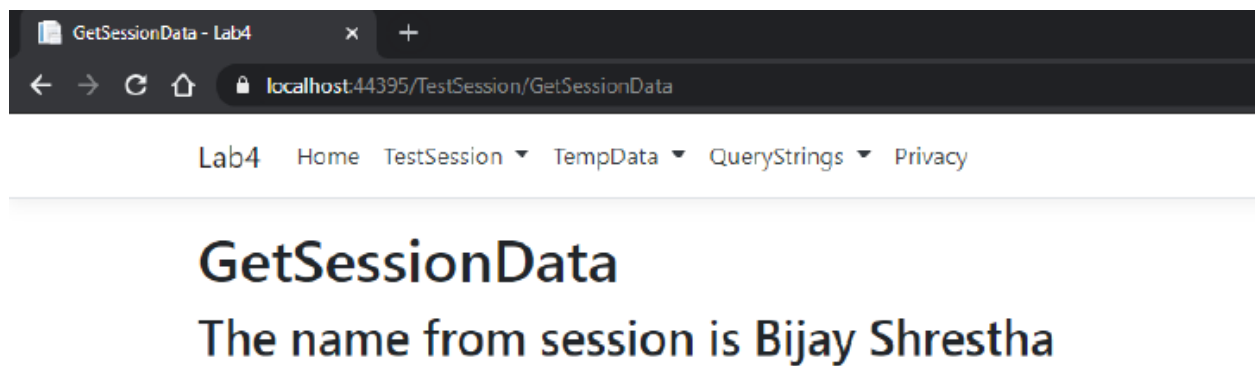 GetSessionData - Lab4
localhost:44395/TestSession/GetSessionData
Lab4 Home TestSession TempData QueryStrings Privacy
GetSessionData
The name from session is Bijay Shrestha